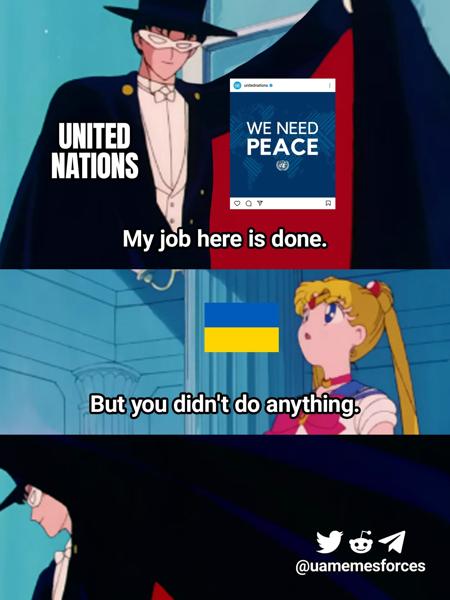 unitednations
WE NEED
PEACE
UNITED
NATIONS
My job here is done.
But you didn't do anything.
@uamemesforces